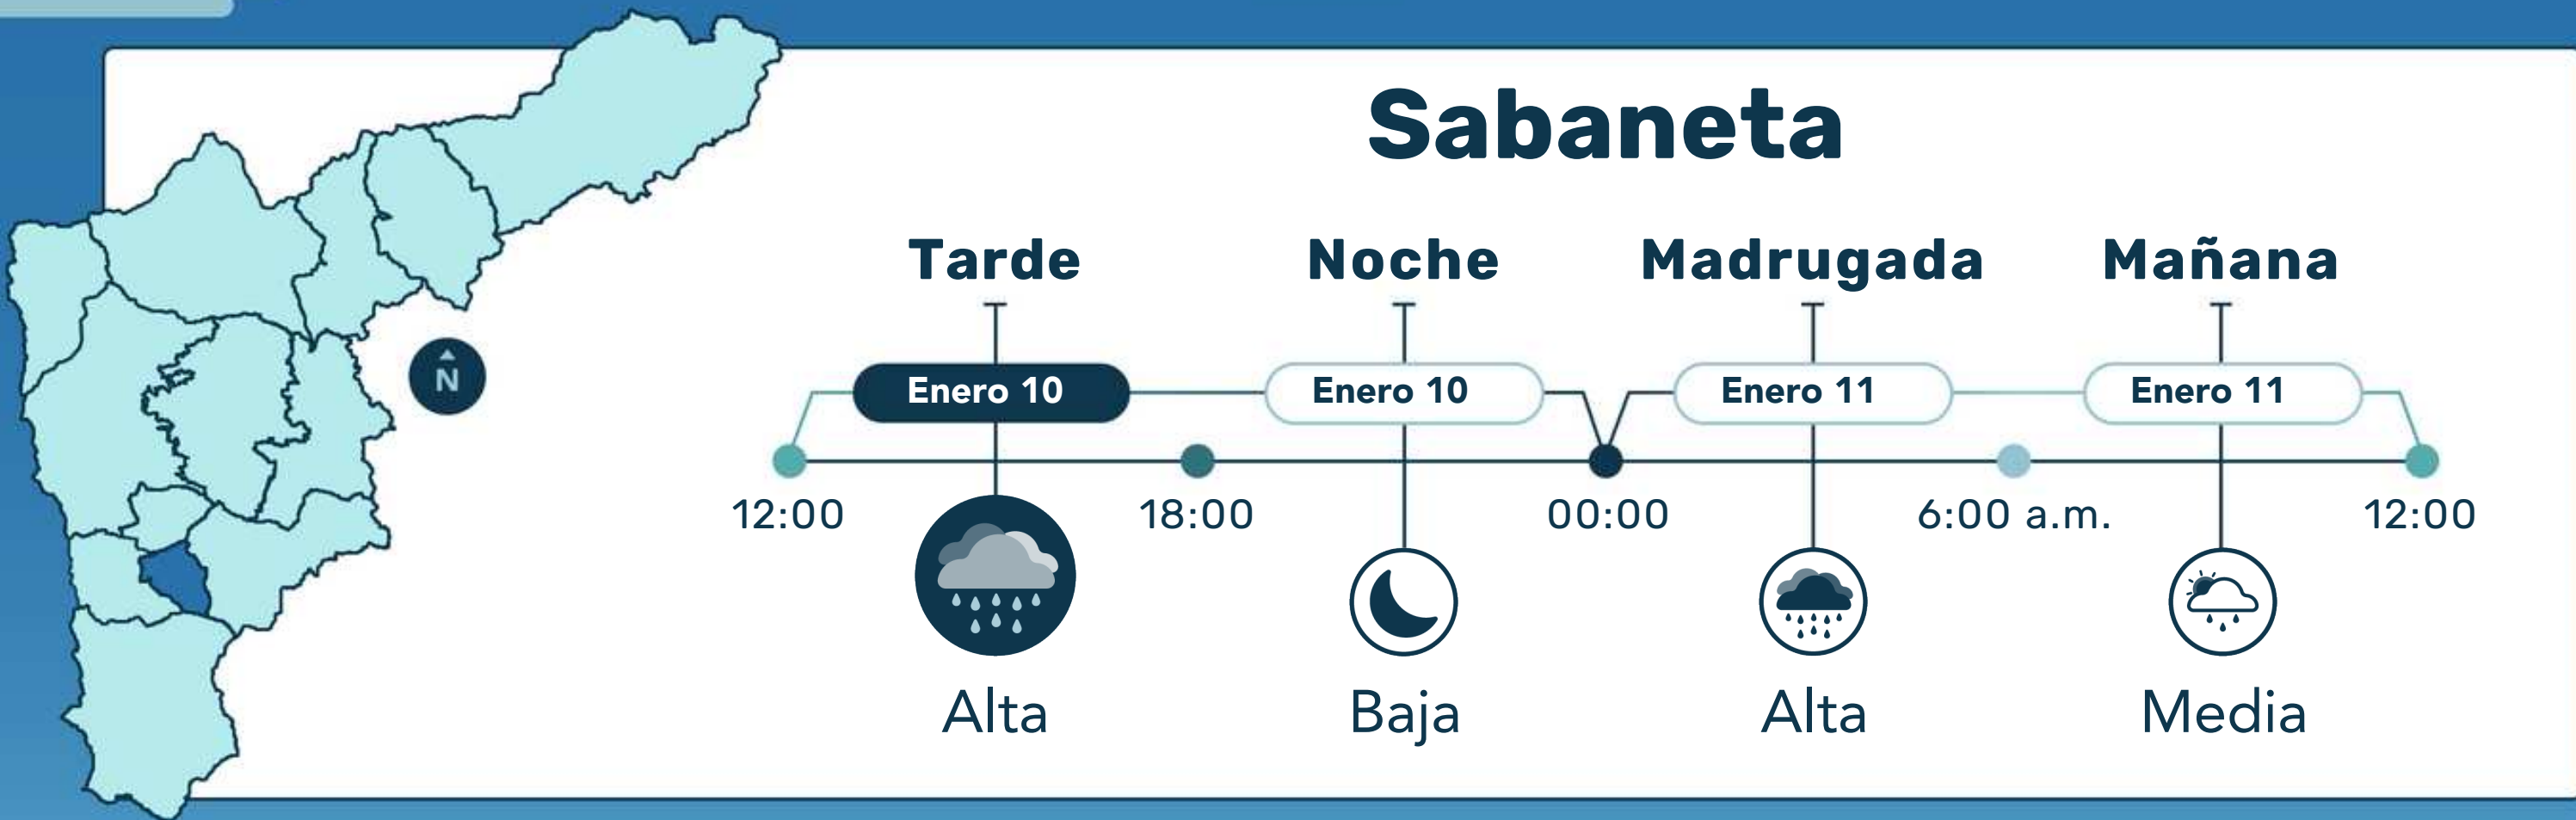 Sabaneta
Tarde Noche Madrugada Mañana
N
Enero 10 Enero 10 Enero 11 Enero 11
12:00 18:00 00:00 6:00 a.m. 12:00
Alta Baja Alta Media